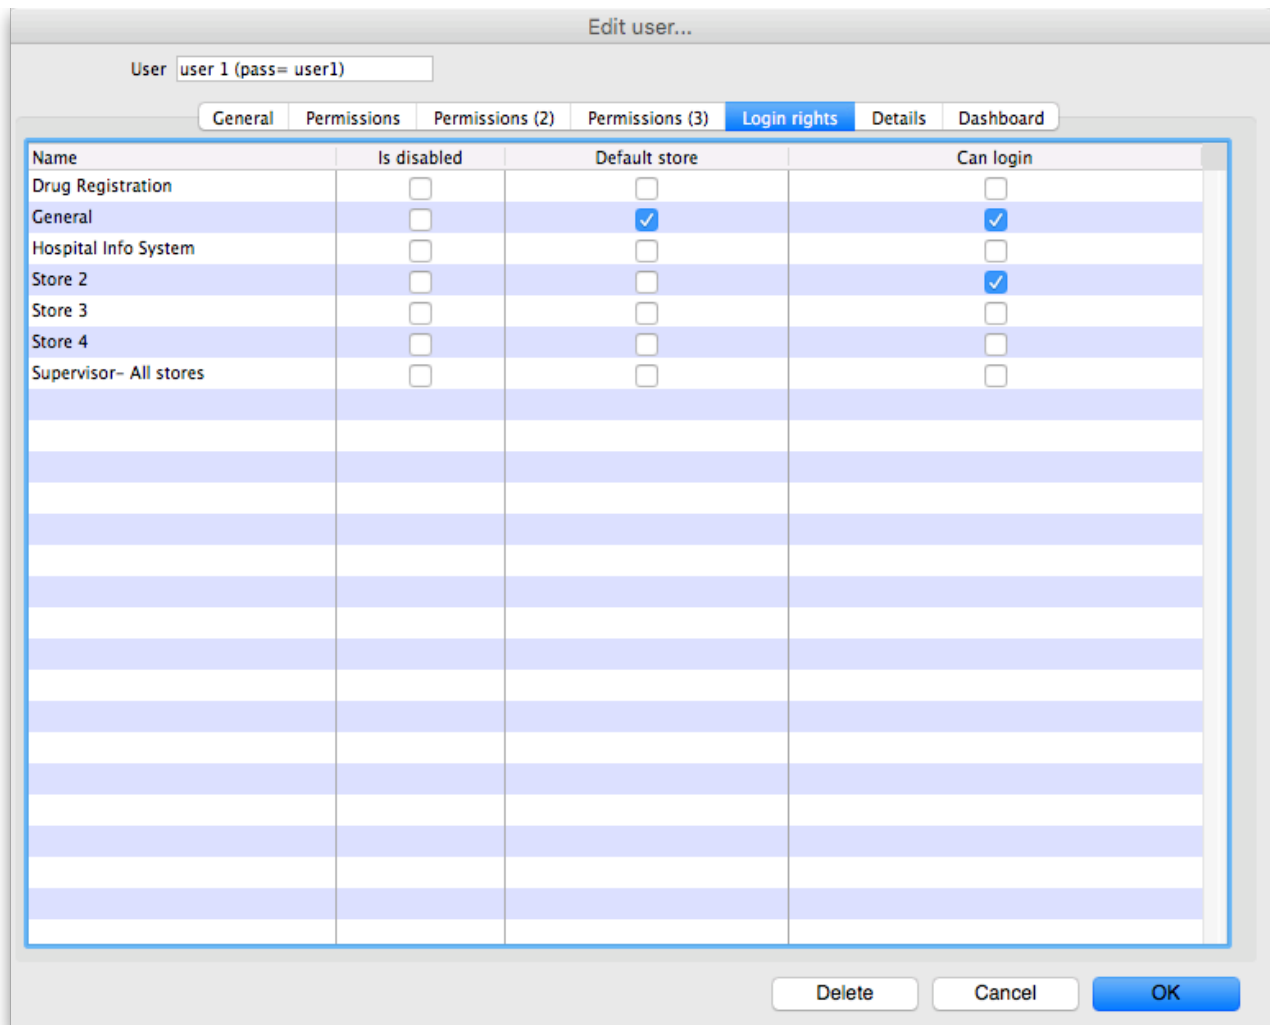 Edit user...
User user 1 (pass= user1)
General Permissions Permissions (2) Permissions (3) Login rights Details Dashboard
Name Is disabled Default store Can login
Drug Registration
General
Hospital Info System
Store 2
Store 3
Store 4
Supervisor- All stores
Delete Cancel OK